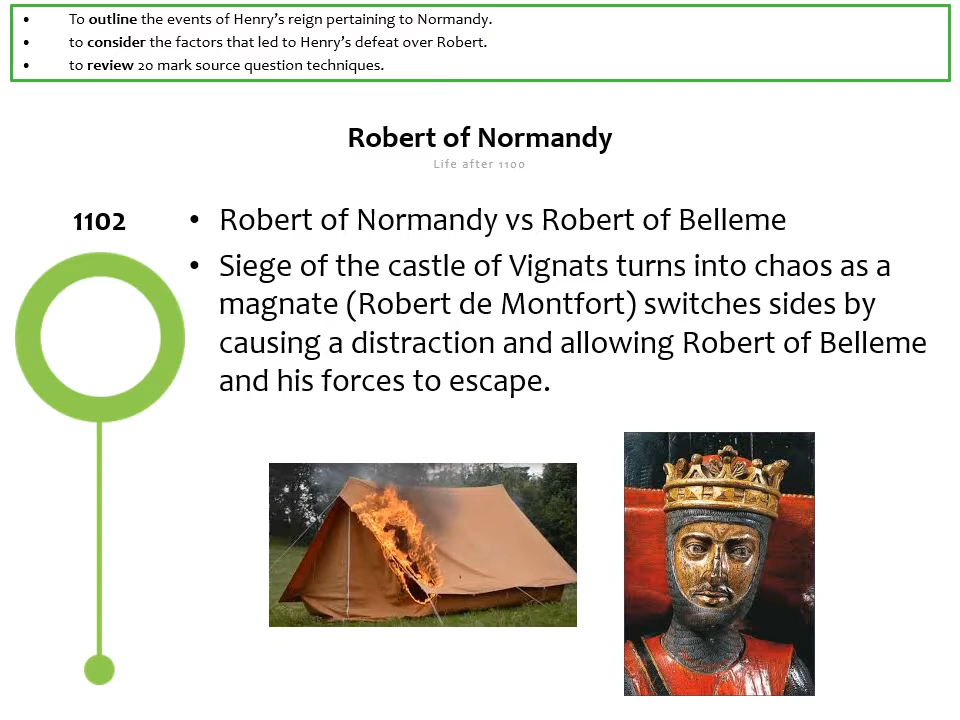 • To outline the events of Henry’s reign pertaining to Normandy.
• to consider the factors that led to Henry’s defeat over Robert.
• to review 20 mark source question techniques.
Robert of Normandy
Life after 1100
1102
• Robert of Normandy vs Robert of Belleme
• Siege of the castle of Vignats turns into chaos as a
magnate (Robert de Montfort) switches sides by
causing a distraction and allowing Robert of Belleme
and his forces to escape.